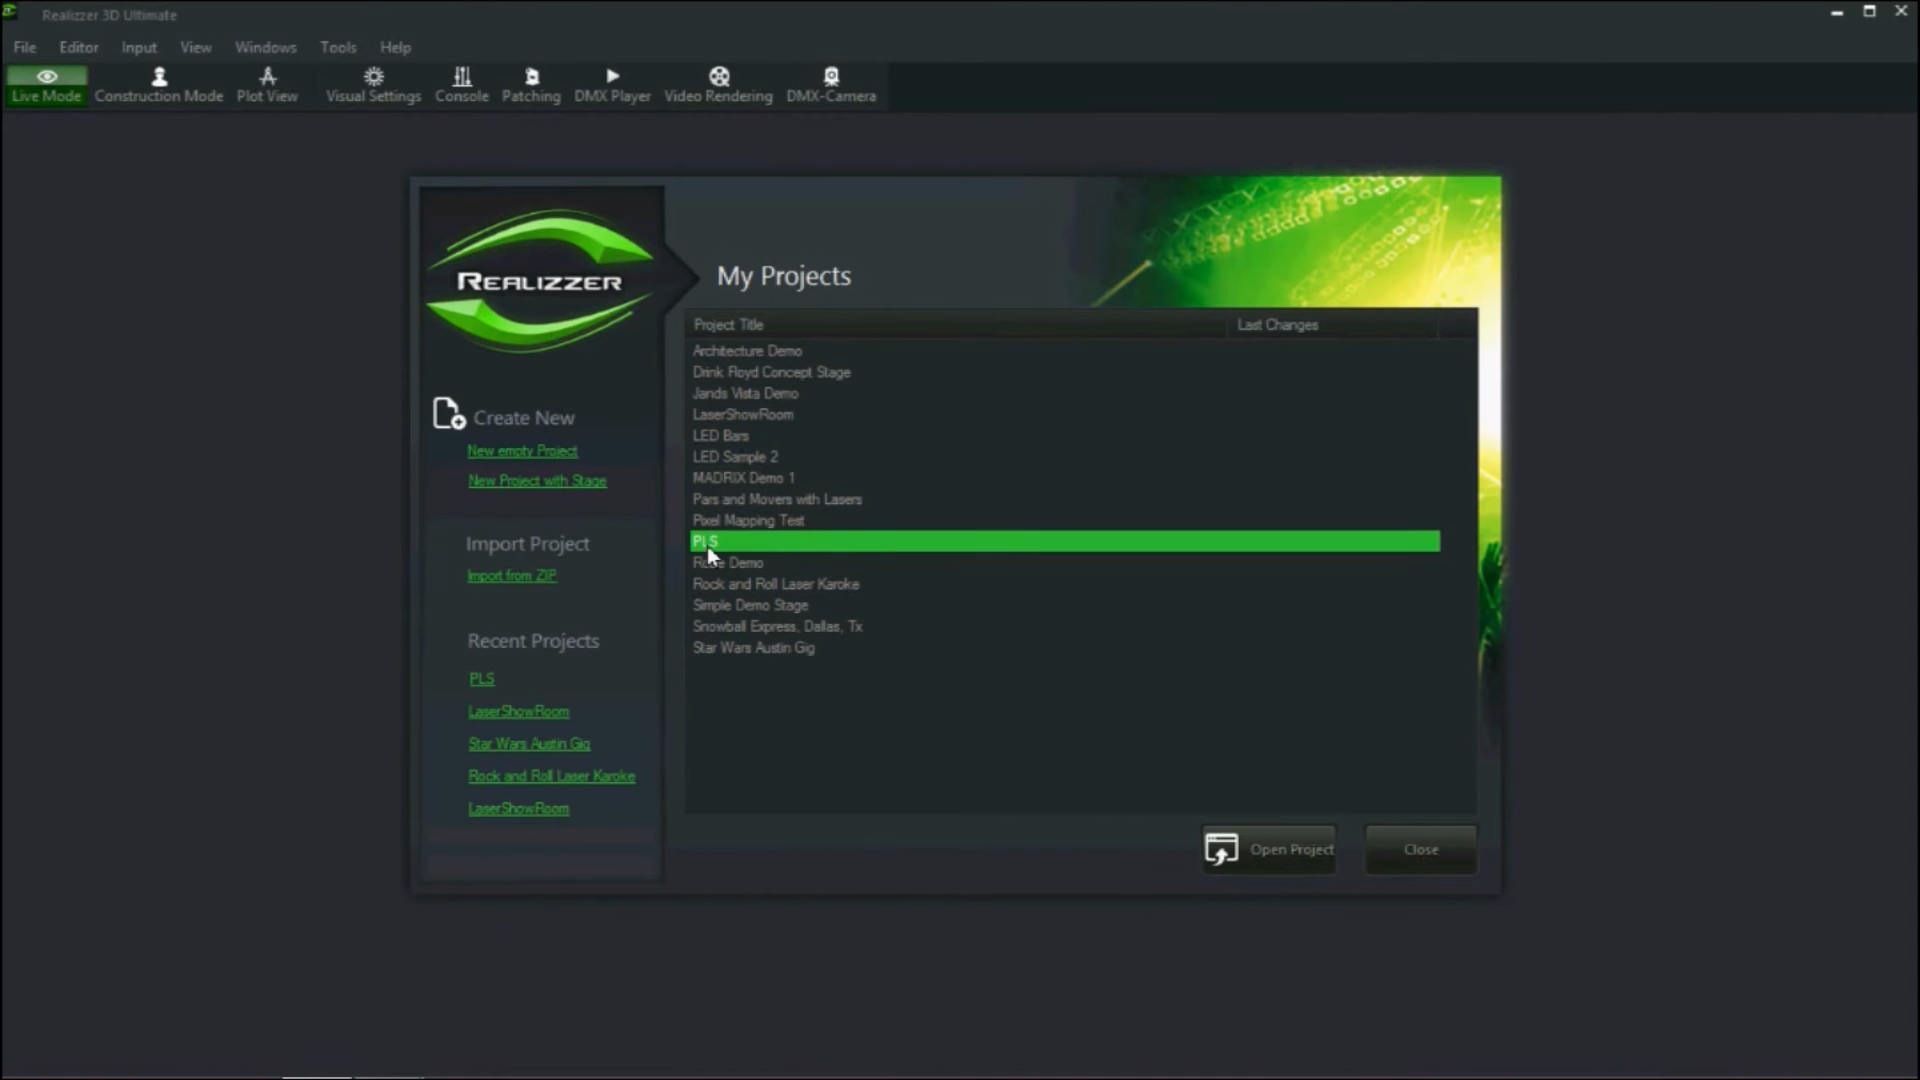 Realizzer 3D Ultimate
File Editor Input View Windows Tools Help
Live Mode Construction Mode Plot View Visual Settings Console Patching DMX Player Video Rendering DMX-Camera
REALIZZER
My Projects
Project Title Last Changes
Architecture Demo
Drink Floyd Concept Stage
Jands Vista Demo
LaserShowRoom
LED Bars
LED Sample 2
MADRIX Demo 1
Pars and Movers with Lasers
Pixel Mapping Test
PLS
Demo
Rock and Roll Laser Karoke
Simple Demo Stage
Snowball Express, Dallas, Tx
Star Wars Austin Gig
Create New
New empty Project
New Project with Stage
Import Project
Import from ZIP
Recent Projects
PLS
LaserShowRoom
Star Wars Austin Gig
Rock and Roll Laser Karoke
LaserShowRoom
Open Project
Close